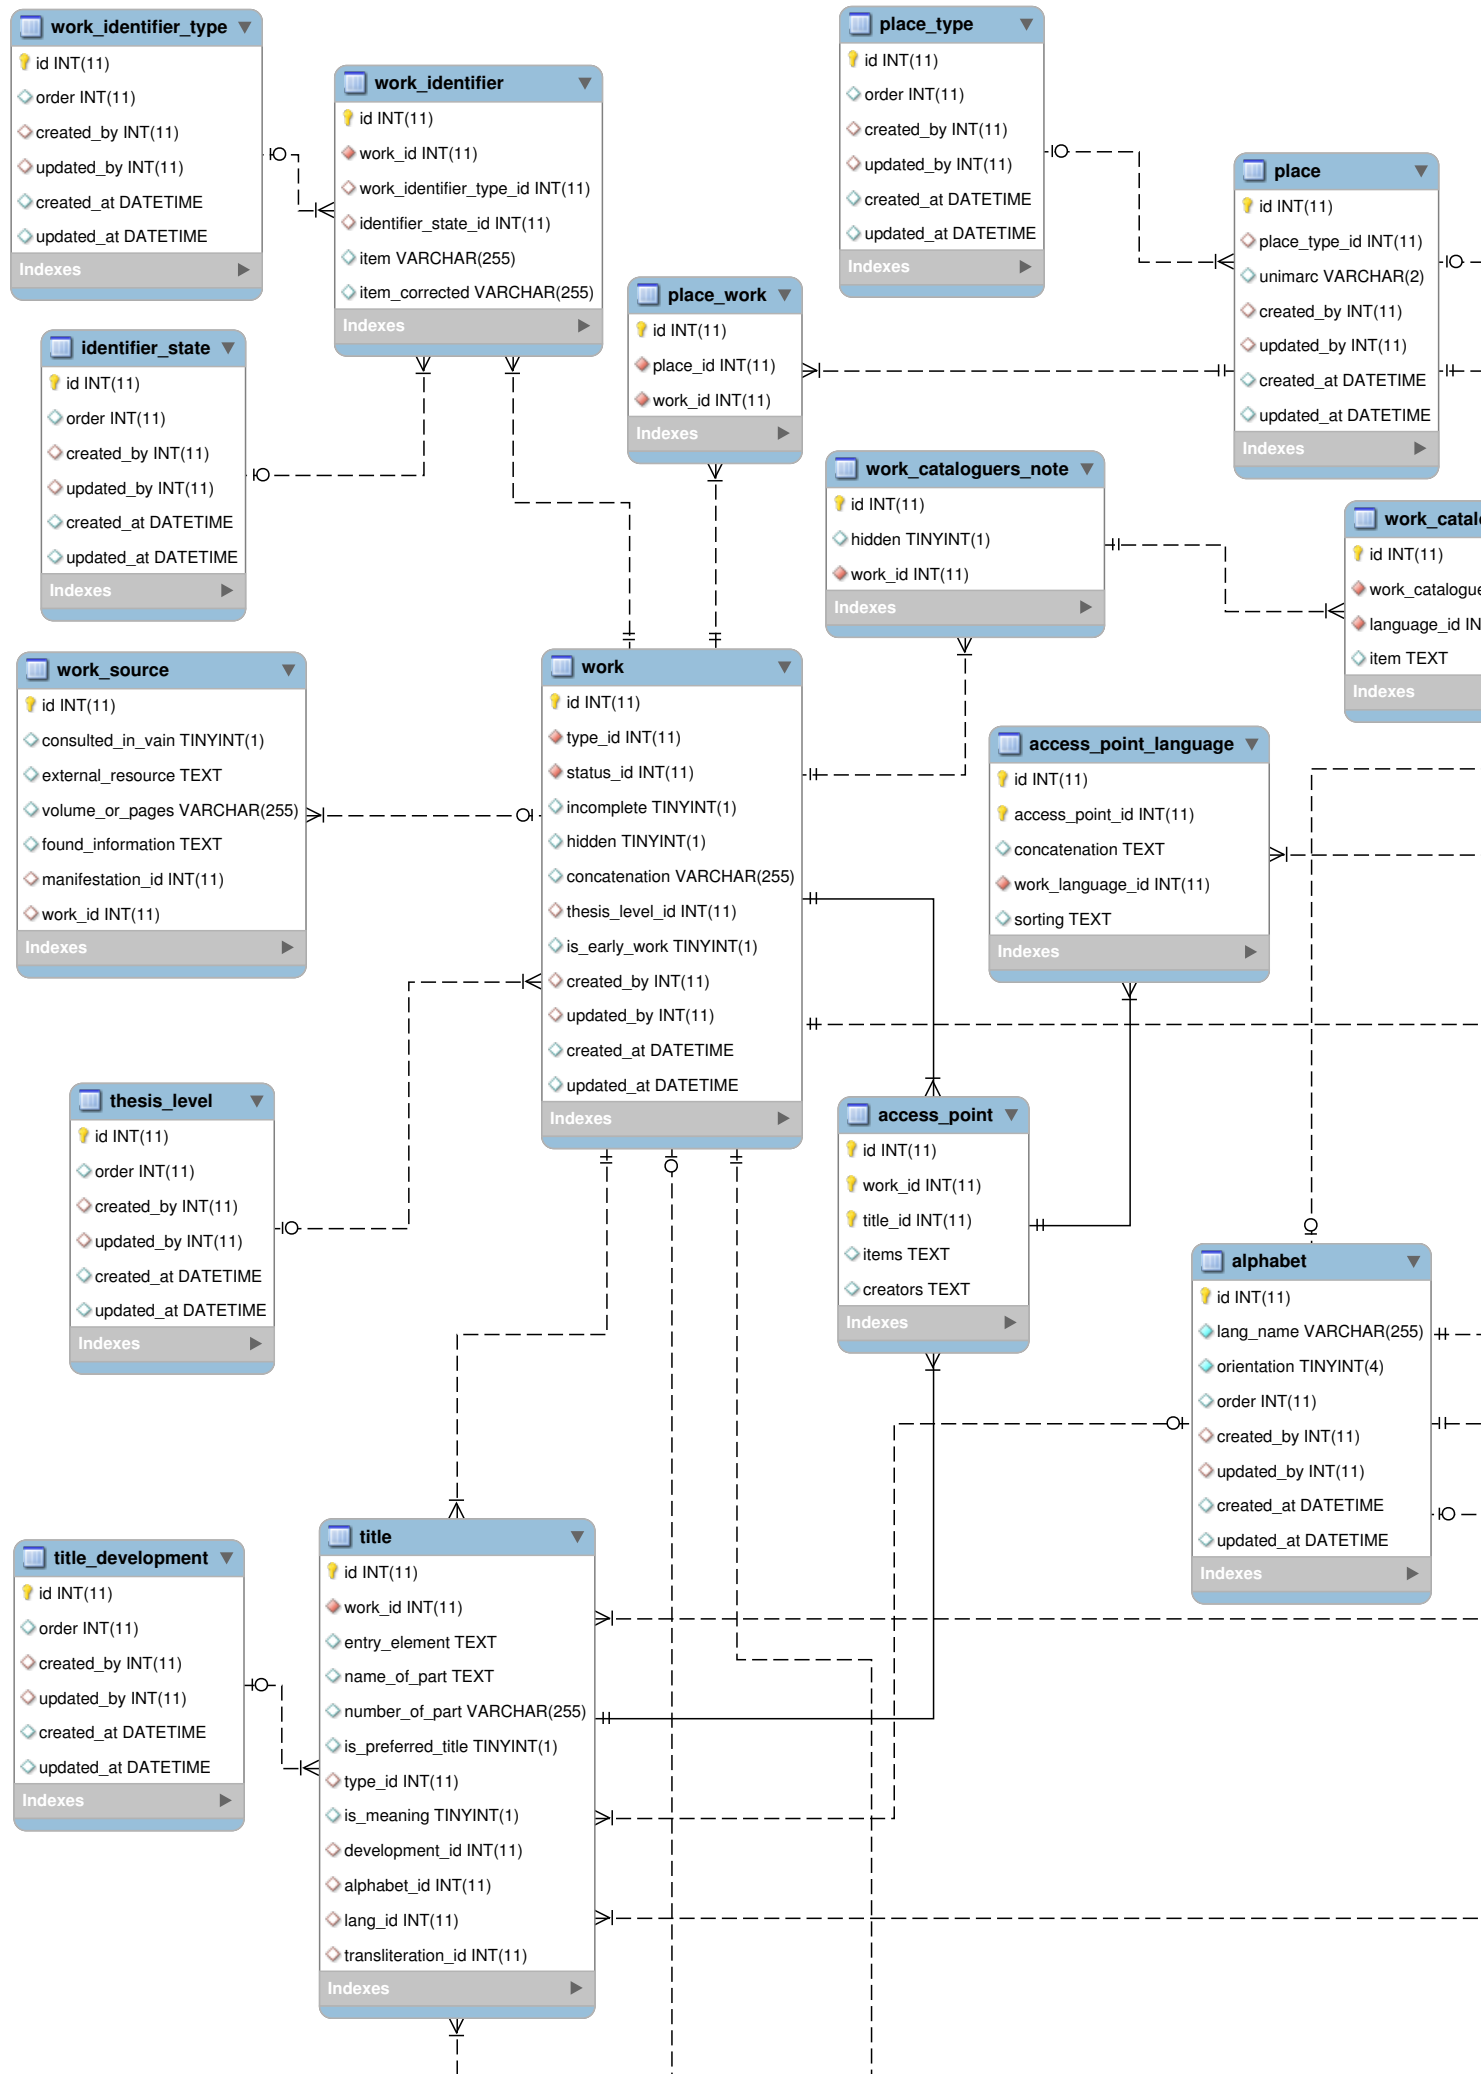 work_identifier_type
id INT(11)
order INT(11)
created_by INT(11)
updated_by INT(11)
created_at DATETIME
updated_at DATETIME
Indexes
work_identifier
id INT(11)
work_id INT(11)
work_identifier_type_id INT(11)
identifier_state_id INT(11)
item VARCHAR(255)
item_corrected VARCHAR(255)
Indexes
place_type
id INT(11)
order INT(11)
created_by INT(11)
updated_by INT(11)
created_at DATETIME
updated_at DATETIME
Indexes
place
id INT(11)
place_type_id INT(11)
unimarc VARCHAR(2)
created_by INT(11)
updated_by INT(11)
created_at DATETIME
updated_at DATETIME
Indexes
place_work
id INT(11)
place_id INT(11)
work_id INT(11)
Indexes
identifier_state
id INT(11)
order INT(11)
created_by INT(11)
updated_by INT(11)
created_at DATETIME
updated_at DATETIME
Indexes
work_cataloguers_note
id INT(11)
hidden TINYINT(1)
work_id INT(11)
Indexes
work_catal
id INT(11)
work_catalogu
language_id IN
item TEXT
Indexes
work_source
id INT(11)
consulted_in_vain TINYINT(1)
external_resource TEXT
volume_or_pages VARCHAR(255)
found_information TEXT
manifestation_id INT(11)
work_id INT(11)
Indexes
work
id INT(11)
type_id INT(11)
status_id INT(11)
incomplete TINYINT(1)
hidden TINYINT(1)
concatenation VARCHAR(255)
thesis_level_id INT(11)
is_early_work TINYINT(1)
created_by INT(11)
updated_by INT(11)
created_at DATETIME
updated_at DATETIME
Indexes
access_point_language
id INT(11)
access_point_id INT(11)
concatenation TEXT
work_language_id INT(11)
sorting TEXT
Indexes
thesis_level
id INT(11)
order INT(11)
created_by INT(11)
updated_by INT(11)
created_at DATETIME
updated_at DATETIME
Indexes
access_point
id INT(11)
work_id INT(11)
title_id INT(11)
items TEXT
creators TEXT
Indexes
alphabet
id INT(11)
lang_name VARCHAR(255)
orientation TINYINT(4)
order INT(11)
created_by INT(11)
updated_by INT(11)
created_at DATETIME
updated_at DATETIME
Indexes
title_development
id INT(11)
order INT(11)
created_by INT(11)
updated_by INT(11)
created_at DATETIME
updated_at DATETIME
Indexes
title
id INT(11)
work_id INT(11)
entry_element TEXT
name_of_part TEXT
number_of_part VARCHAR(255)
is_preferred_title TINYINT(1)
type_id INT(11)
is_meaning TINYINT(1)
development_id INT(11)
alphabet_id INT(11)
lang_id INT(11)
transliteration_id INT(11)
Indexes